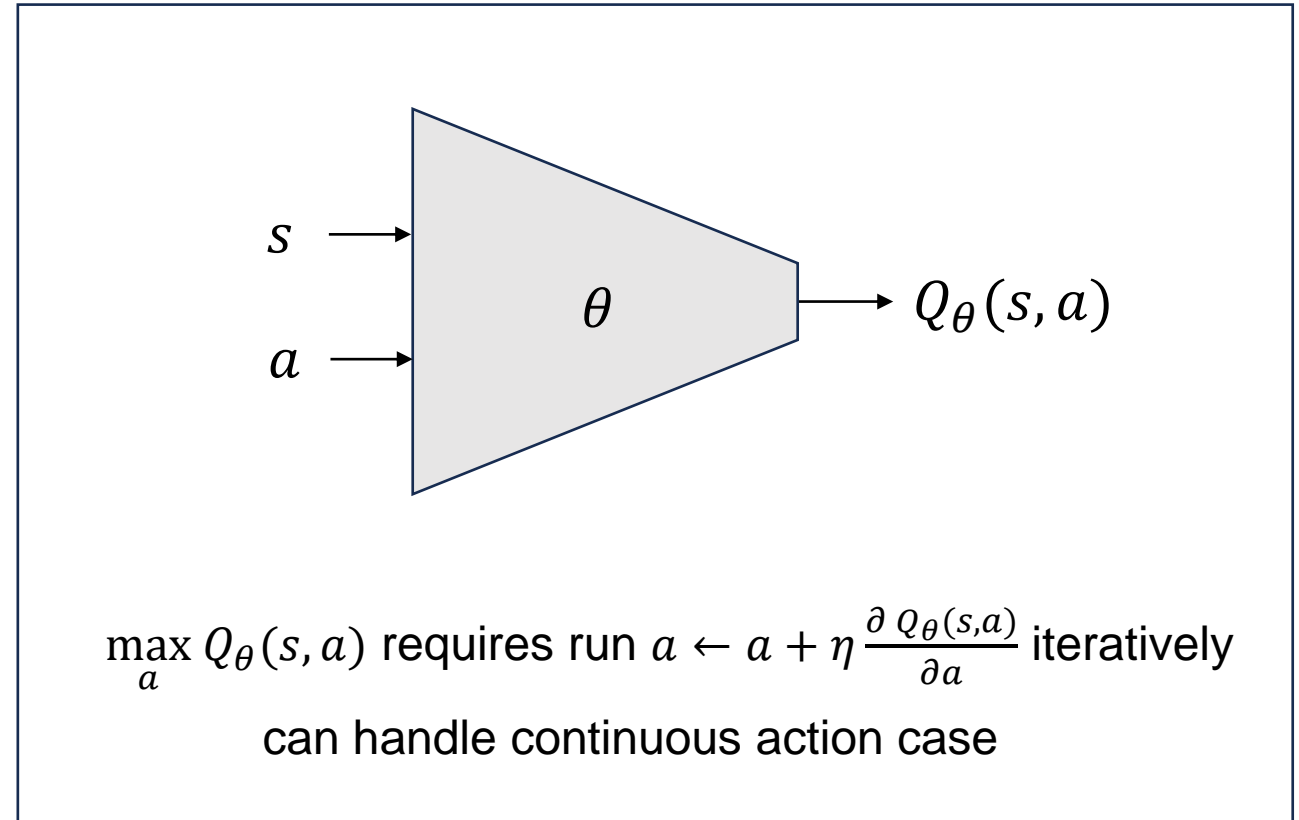 s
a
θ
Q_θ(s, a)
max_a Q_θ(s, a) requires run a ← a + η ∂ Q_θ(s,a)/∂a iteratively
can handle continuous action case